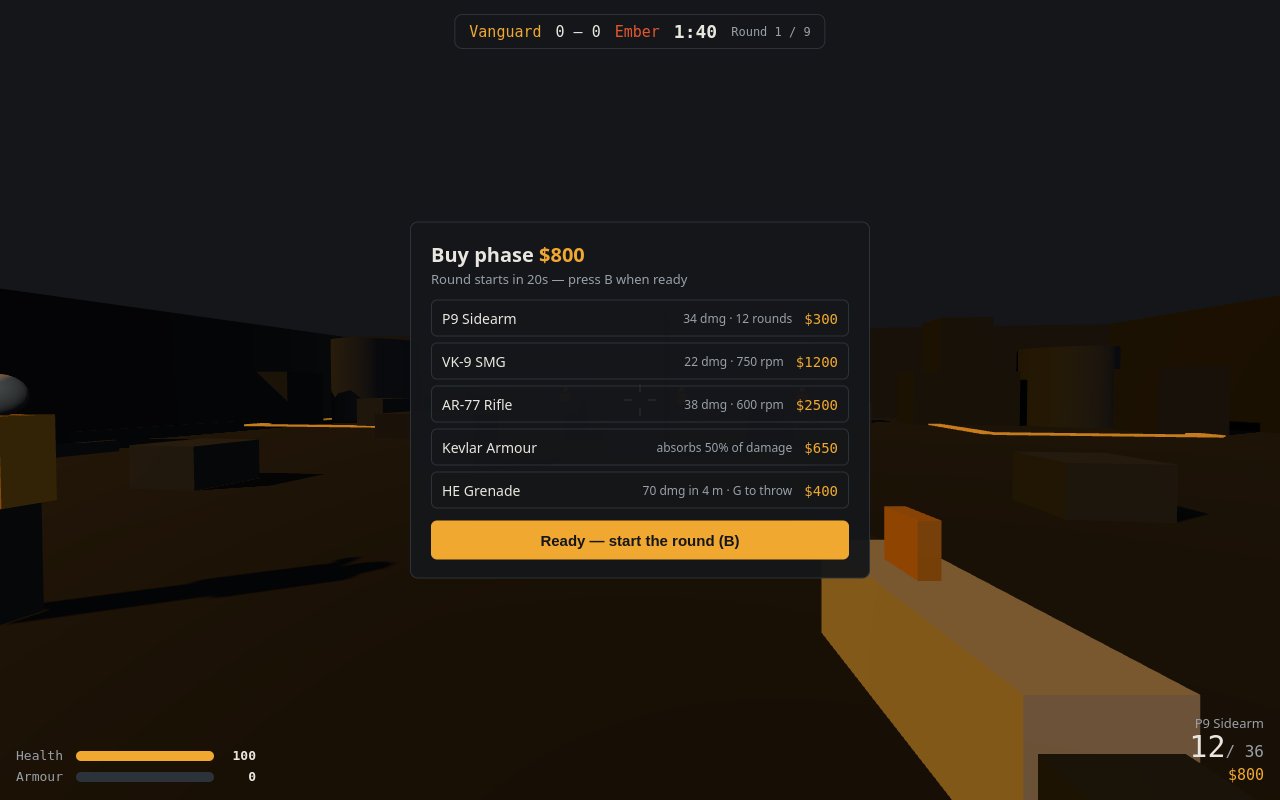 Vanguard 0 — 0 Ember 1:40 Round 1 / 9
Buy phase $800
Round starts in 20s — press B when ready
P9 Sidearm 34 dmg · 12 rounds $300
VK-9 SMG 22 dmg · 750 rpm $1200
AR-77 Rifle 38 dmg · 600 rpm $2500
Kevlar Armour absorbs 50% of damage $650
HE Grenade 70 dmg in 4 m · G to throw $400
Ready — start the round (B)
Health 100
Armour 0
P9 Sidearm
12 / 36
$800